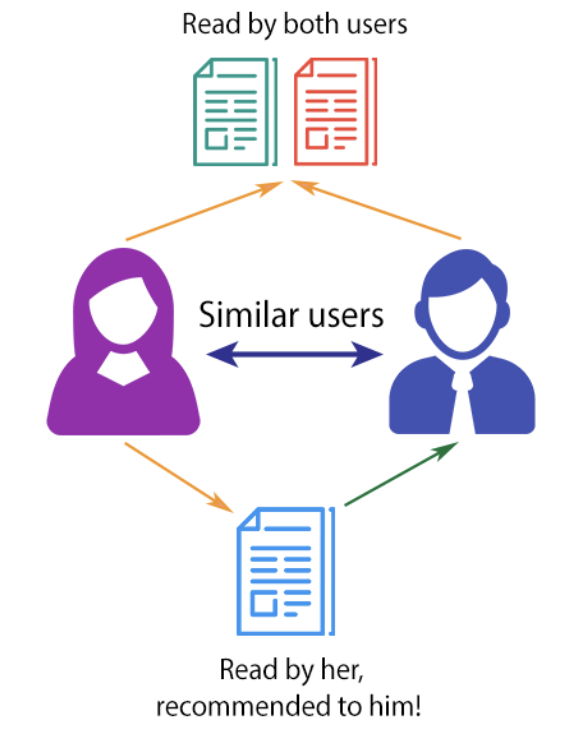 Read by both users
Similar users
Read by her,
recommended to him!